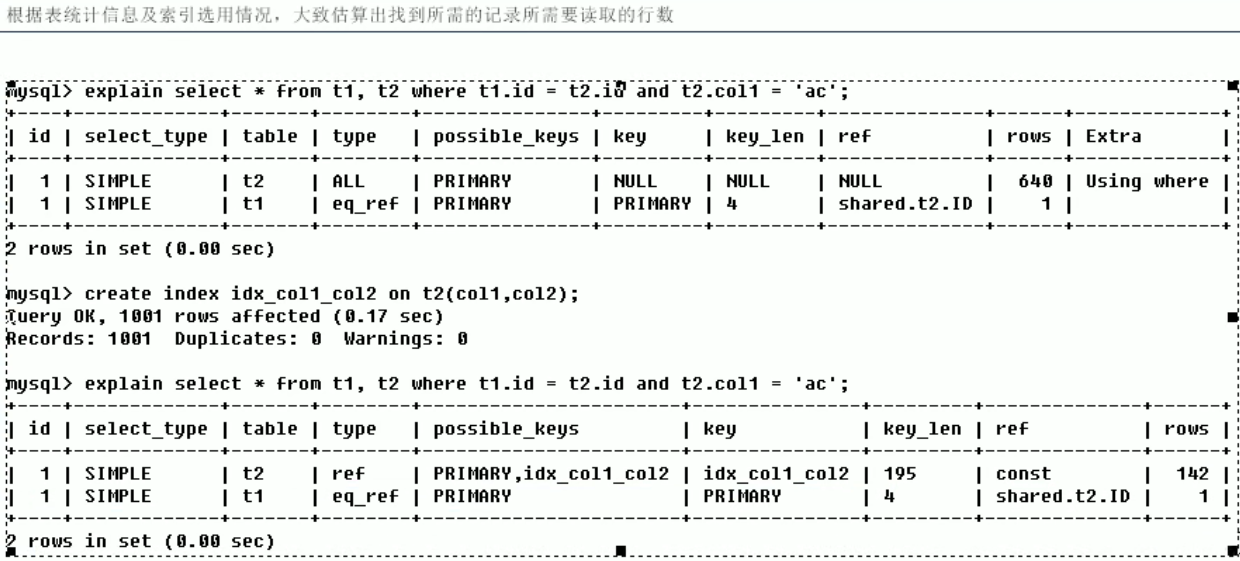 根据表统计信息及索引选用情况，大致估算出找到所需的记录所需要读取的行数
mysql> explain select * from t1, t2 where t1.id = t2.id and t2.col1 = 'ac';
+----+-------------+-------+--------+---------------+---------+---------+--------------+------+-------------+
| id | select_type | table | type | possible_keys | key | key_len | ref | rows | Extra |
+----+-------------+-------+--------+---------------+---------+---------+--------------+------+-------------+
| 1 | SIMPLE | t2 | ALL | PRIMARY | NULL | NULL | NULL | 640 | Using where |
| 1 | SIMPLE | t1 | eq_ref | PRIMARY | PRIMARY | 4 | shared.t2.ID | 1 | |
+----+-------------+-------+--------+---------------+---------+---------+--------------+------+-------------+
2 rows in set (0.00 sec)
mysql> create index idx_col1_col2 on t2(col1,col2);
Query OK, 1001 rows affected (0.17 sec)
Records: 1001 Duplicates: 0 Warnings: 0
mysql> explain select * from t1, t2 where t1.id = t2.id and t2.col1 = 'ac';
+----+-------------+-------+--------+-----------------------+---------------+---------+--------------+------+
| id | select_type | table | type | possible_keys | key | key_len | ref | rows |
+----+-------------+-------+--------+-----------------------+---------------+---------+--------------+------+
| 1 | SIMPLE | t2 | ref | PRIMARY,idx_col1_col2 | idx_col1_col2 | 195 | const | 142 |
| 1 | SIMPLE | t1 | eq_ref | PRIMARY | PRIMARY | 4 | shared.t2.ID | 1 |
+----+-------------+-------+--------+-----------------------+---------------+---------+--------------+------+
2 rows in set (0.00 sec)